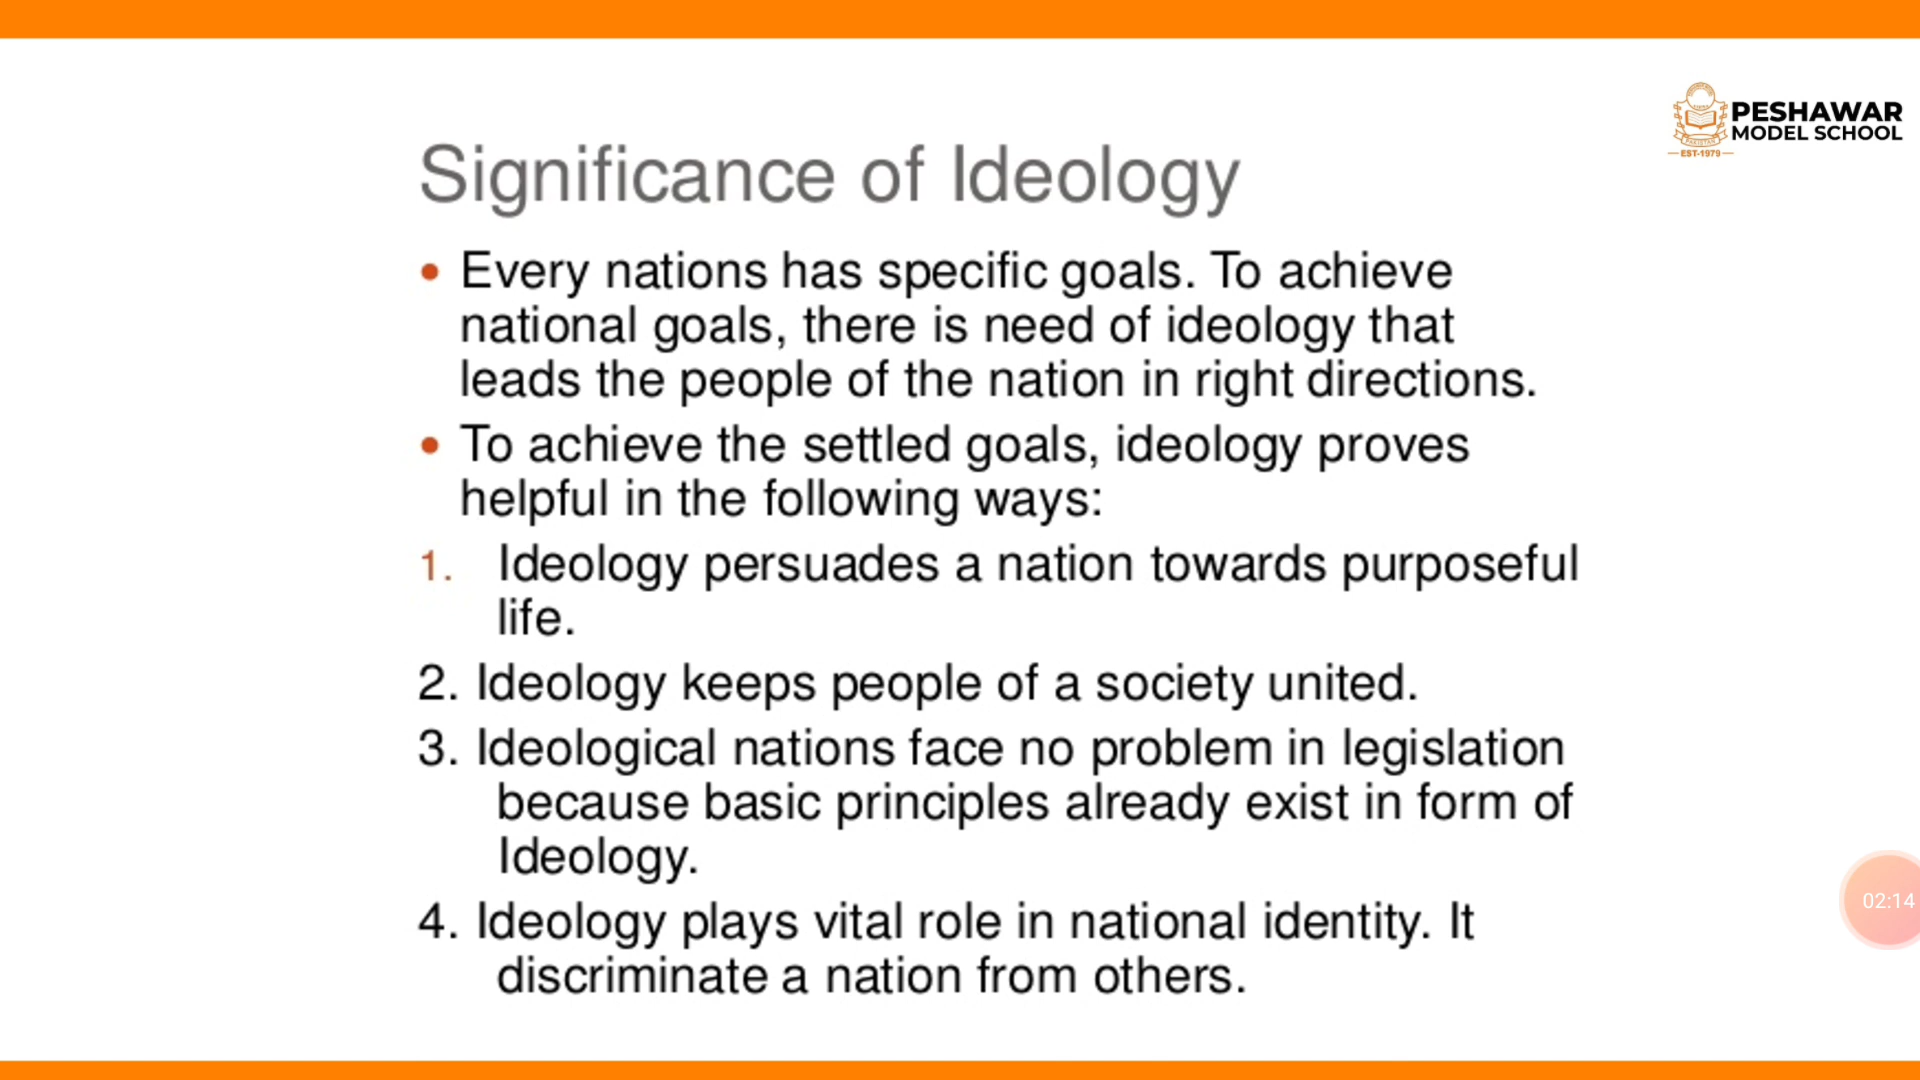 PESHAWAR
MODEL SCHOOL
EST-1979
Significance of Ideology
• Every nations has specific goals. To achieve
national goals, there is need of ideology that
leads the people of the nation in right directions.
• To achieve the settled goals, ideology proves
helpful in the following ways:
1. Ideology persuades a nation towards purposeful
life.
2. Ideology keeps people of a society united.
3. Ideological nations face no problem in legislation
because basic principles already exist in form of
Ideology.
4. Ideology plays vital role in national identity. It
discriminate a nation from others.
02:14